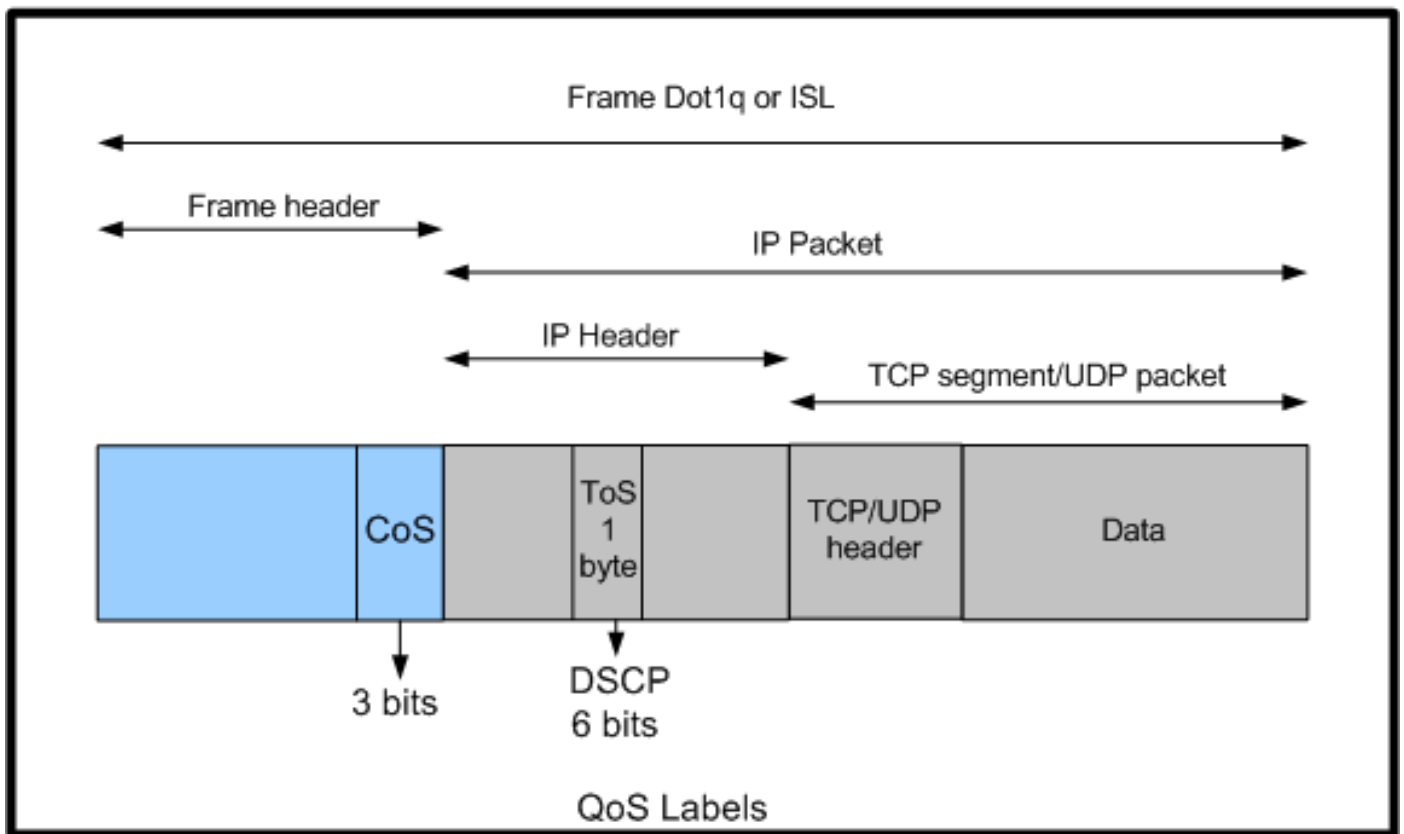 Frame Dot1q or ISL
Frame header
IP Packet
IP Header
TCP segment/UDP packet
CoS
ToS
1
byte
TCP/UDP
header
Data
3 bits
DSCP
6 bits
QoS Labels